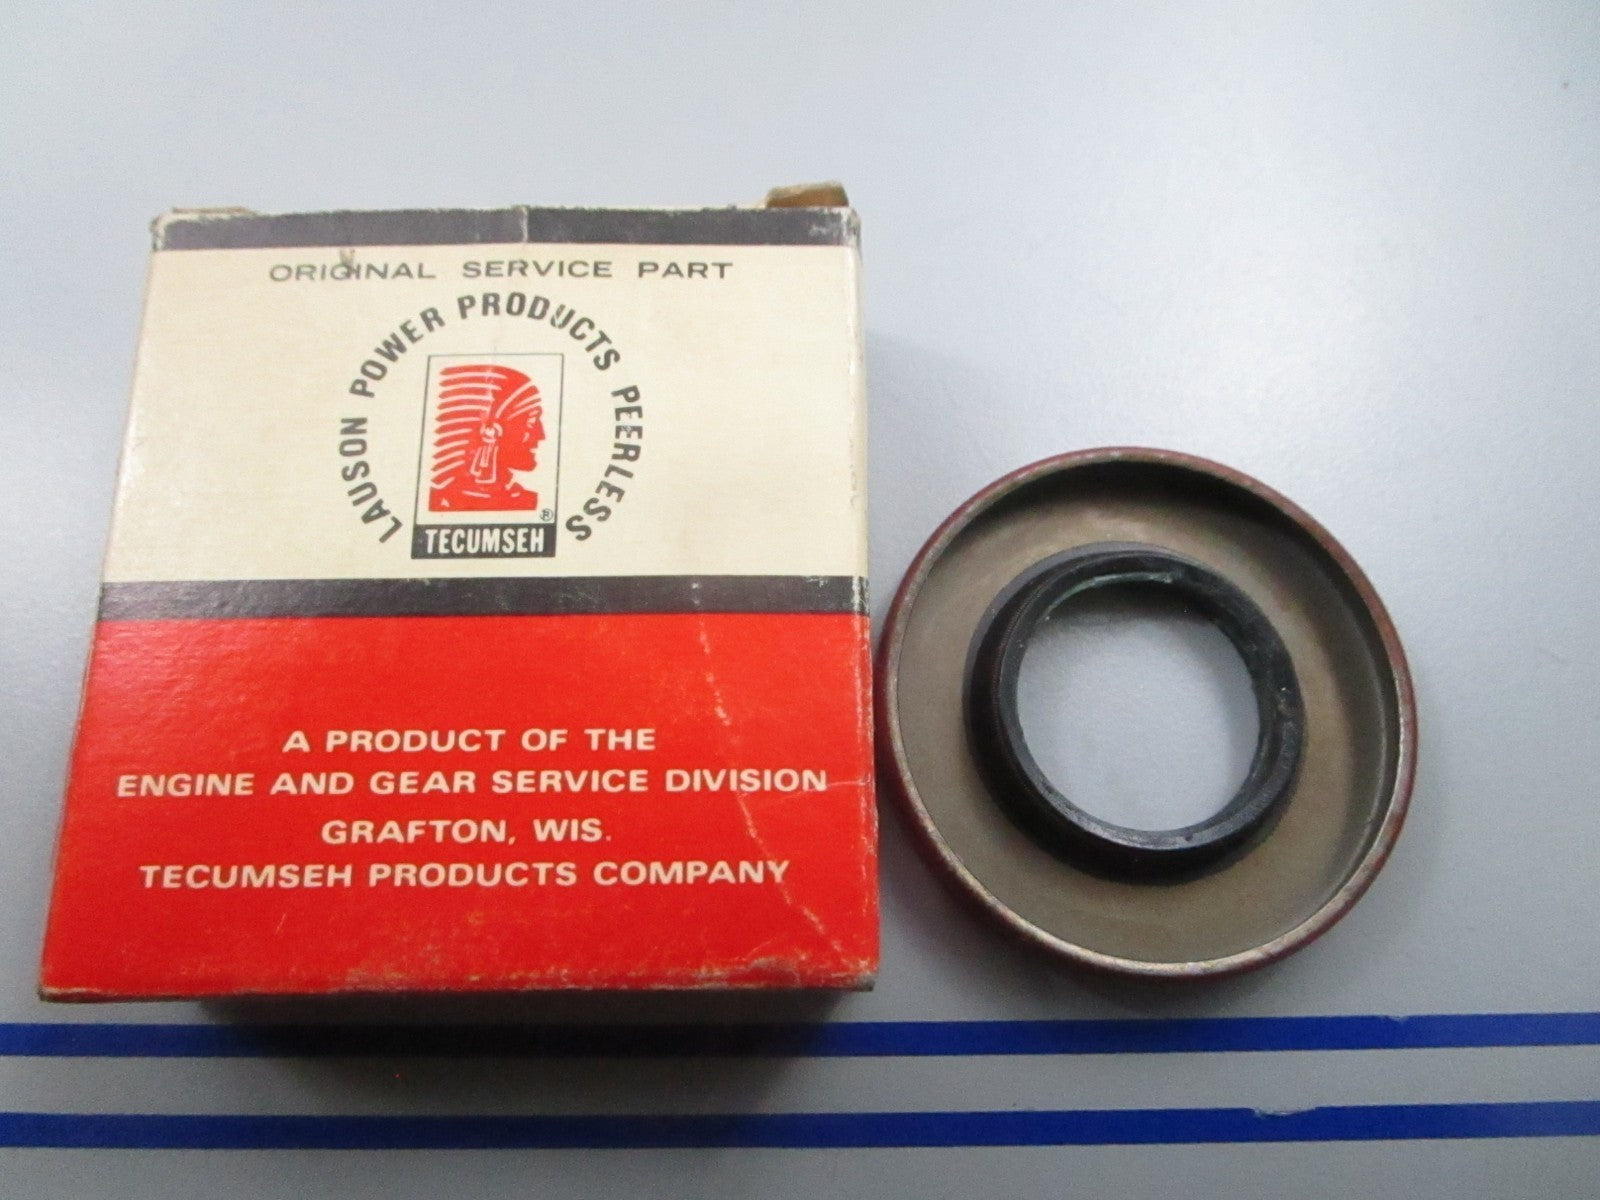 ORIGINAL SERVICE PART
LAUSON POWER PRODUCTS PEERLESS
®
TECUMSEH
A PRODUCT OF THE
ENGINE AND GEAR SERVICE DIVISION
GRAFTON, WIS.
TECUMSEH PRODUCTS COMPANY